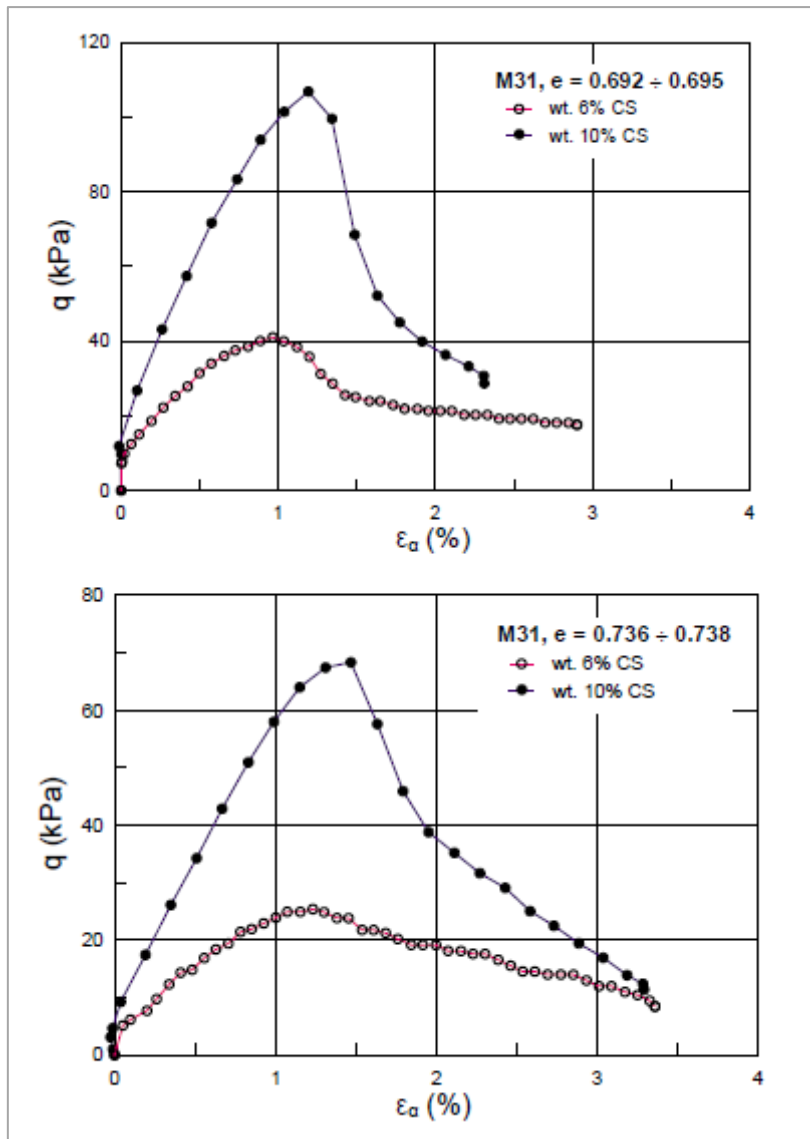 120
80
40
0
q (kPa)
M31, e = 0.692 ÷ 0.695
wt. 6% CS
wt. 10% CS
0 1 2 3 4
εα (%)
80
60
40
20
0
q (kPa)
M31, e = 0.736 ÷ 0.738
wt. 6% CS
wt. 10% CS
0 1 2 3 4
εα (%)